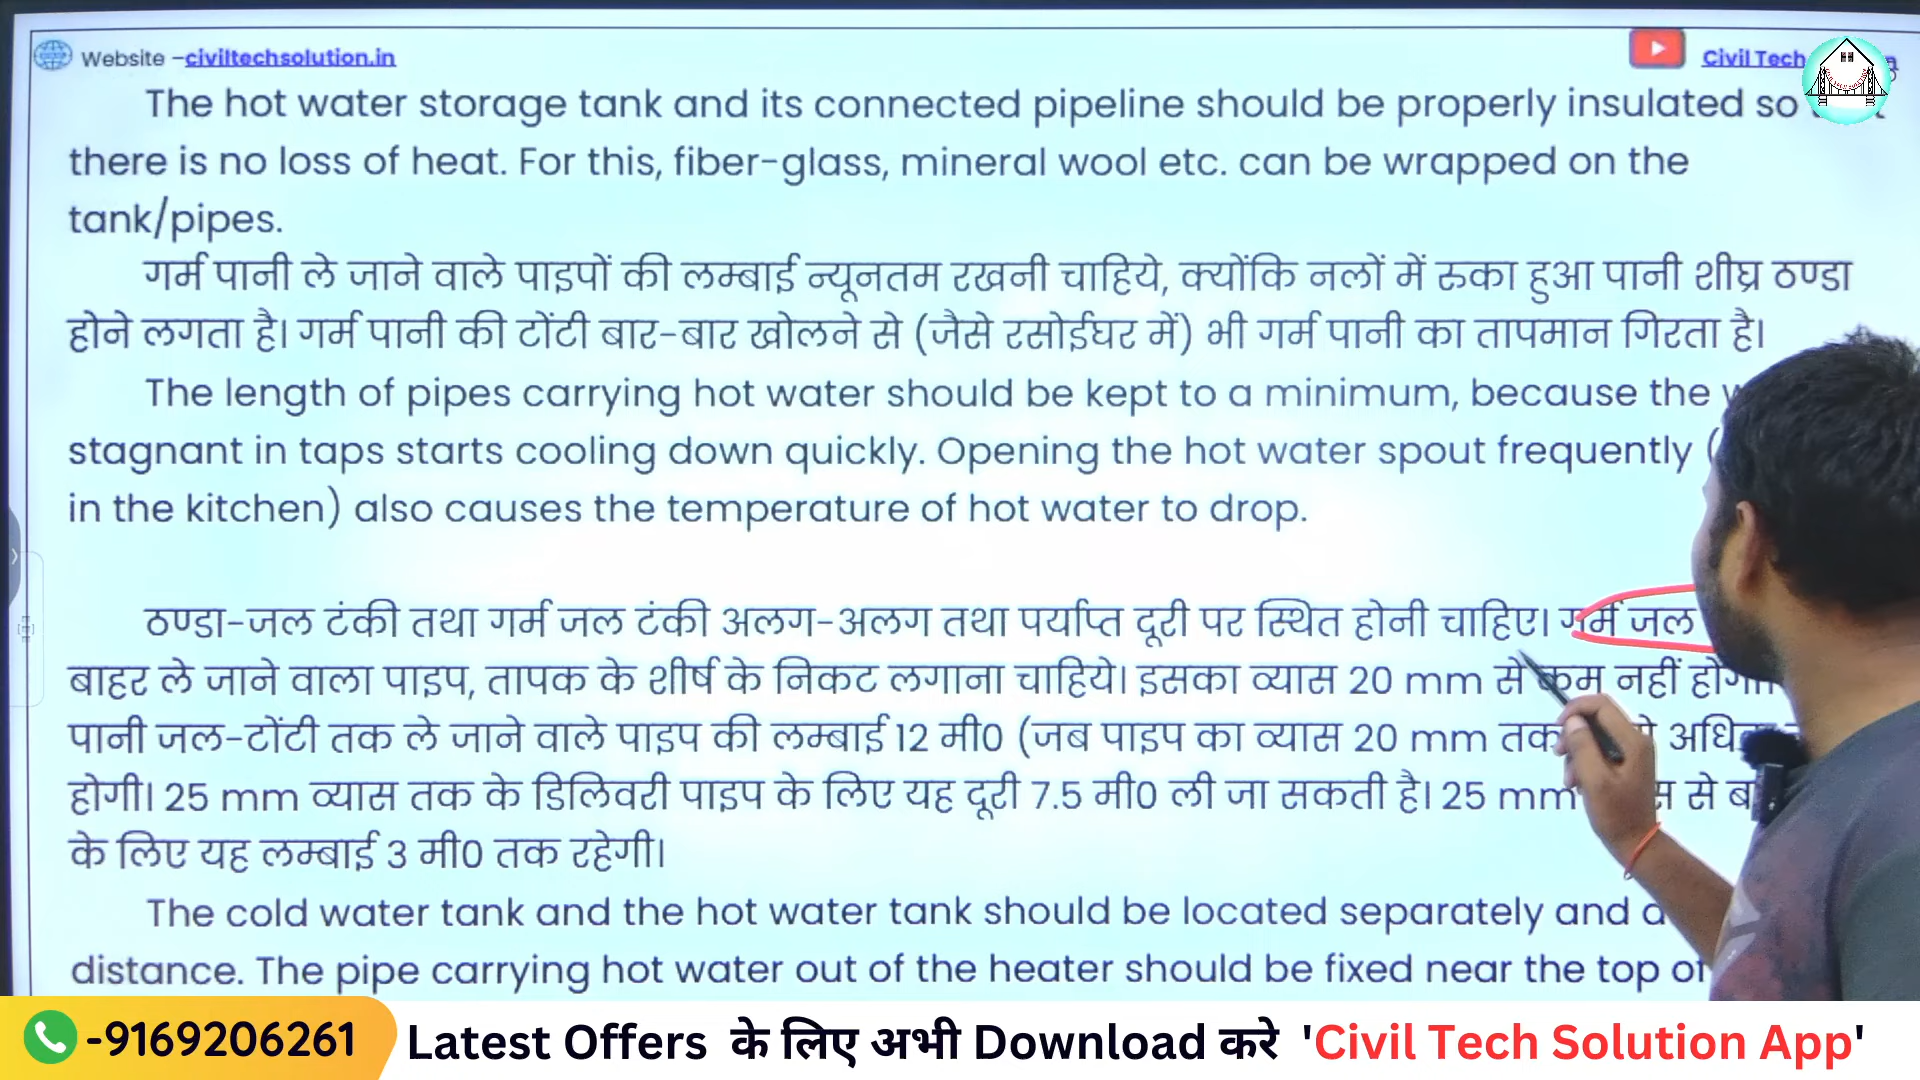 Website -civiltechsolution.in
Civil Tech
The hot water storage tank and its connected pipeline should be properly insulated so
there is no loss of heat. For this, fiber-glass, mineral wool etc. can be wrapped on the
tank/pipes.
गर्म पानी ले जाने वाले पाइपों की लम्बाई न्यूनतम रखनी चाहिये, क्योंकि नलों में रुका हुआ पानी शीघ्र ठण्डा
होने लगता है। गर्म पानी की टोंटी बार-बार खोलने से (जैसे रसोईघर में) भी गर्म पानी का तापमान गिरता है।
The length of pipes carrying hot water should be kept to a minimum, because the
stagnant in taps starts cooling down quickly. Opening the hot water spout frequently (
in the kitchen) also causes the temperature of hot water to drop.
ठण्डा-जल टंकी तथा गर्म जल टंकी अलग-अलग तथा पर्याप्त दूरी पर स्थित होनी चाहिए। गर्म जल
बाहर ले जाने वाला पाइप, तापक के शीर्ष के निकट लगाना चाहिये। इसका व्यास 20 mm से कम नहीं
पानी जल-टोंटी तक ले जाने वाले पाइप की लम्बाई 12 मी0 (जब पाइप का व्यास 20 mm तक
होगी। 25 mm व्यास तक के डिलिवरी पाइप के लिए यह दूरी 7.5 मी0 ली जा सकती है। 25 mm से
के लिए यह लम्बाई 3 मी0 तक रहेगी।
The cold water tank and the hot water tank should be located separately and
distance. The pipe carrying hot water out of the heater should be fixed near the top
-9169206261 Latest Offers के लिए अभी Download करे 'Civil Tech Solution App'